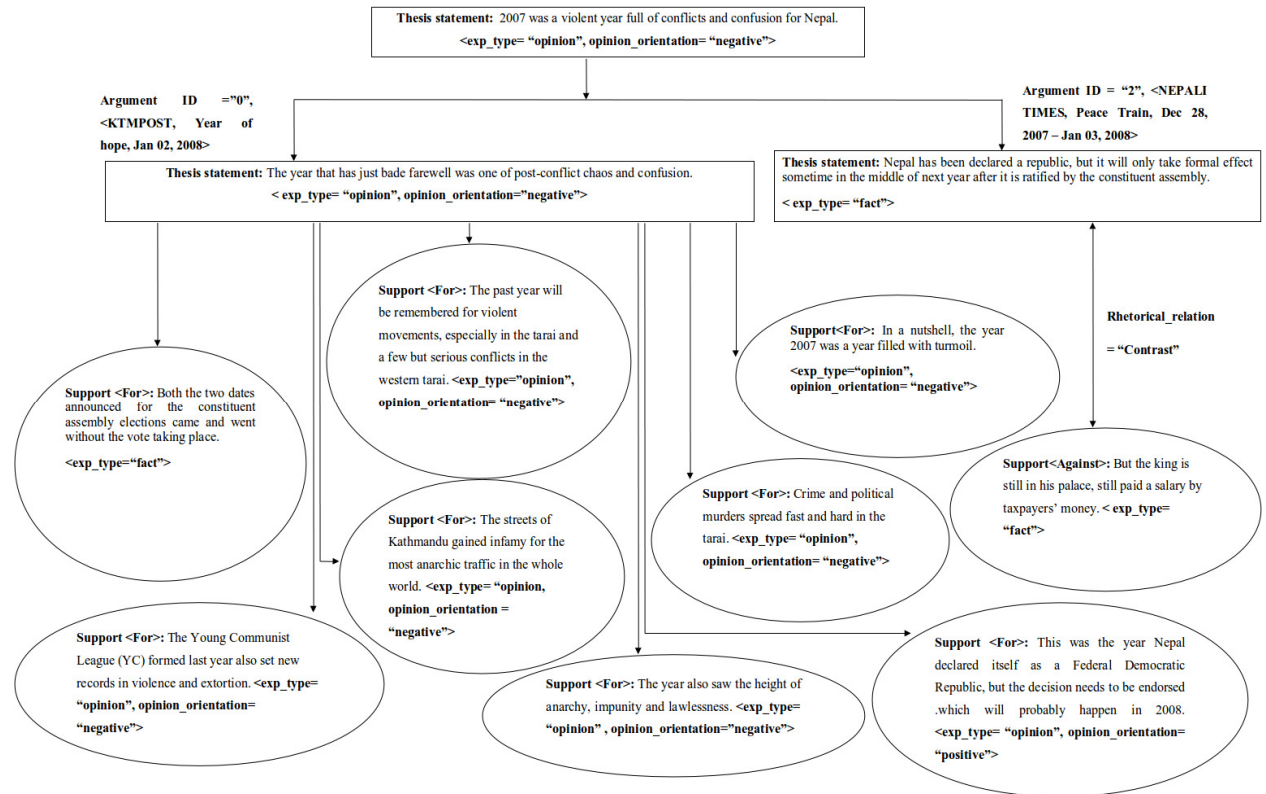 Thesis statement: 2007 was a violent year full of conflicts and confusion for Nepal.
<exp_type= “opinion”, opinion_orientation= “negative”>
Argument ID =”0”,
<KTMPOST, Year of
hope, Jan 02, 2008>
Argument ID = “2”, <NEPALI
TIMES, Peace Train, Dec 28,
2007 – Jan 03, 2008>
Thesis statement: The year that has just bade farewell was one of post-conflict chaos and confusion.
< exp_type= “opinion”, opinion_orientation=”negative”>
Thesis statement: Nepal has been declared a republic, but it will only take formal effect
sometime in the middle of next year after it is ratified by the constituent assembly.
< exp_type= “fact”>
Support <For>: The past year will
be remembered for violent
movements, especially in the tarai and
a few but serious conflicts in the
western tarai. <exp_type=”opinion”,
opinion_orientation= “negative”>
Support<For>: In a nutshell, the year
2007 was a year filled with turmoil.
<exp_type=“opinion”,
opinion_orientation= “negative”>
Rhetorical_relation
= “Contrast”
Support <For>: Both the two dates
announced for the constituent
assembly elections came and went
without the vote taking place.
<exp_type=“fact”>
Support <For>: The streets of
Kathmandu gained infamy for the
most anarchic traffic in the whole
world. <exp_type= “opinion,
opinion_orientation =
“negative”>
Support <For>: Crime and political
murders spread fast and hard in the
tarai. <exp_type= “opinion”,
opinion_orientation= “negative”>
Support<Against>: But the king is
still in his palace, still paid a salary by
taxpayers’ money. < exp_type=
“fact”>
Support <For>: The Young Communist
League (YC) formed last year also set new
records in violence and extortion. <exp_type=
“opinion”, opinion_orientation=
“negative”>
Support <For>: The year also saw the height of
anarchy, impunity and lawlessness. <exp_type=
“opinion” , opinion_orientation=”negative”>
Support <For>: This was the year Nepal
declared itself as a Federal Democratic
Republic, but the decision needs to be endorsed
.which will probably happen in 2008.
<exp_type= “opinion”, opinion_orientation=
“positive”>